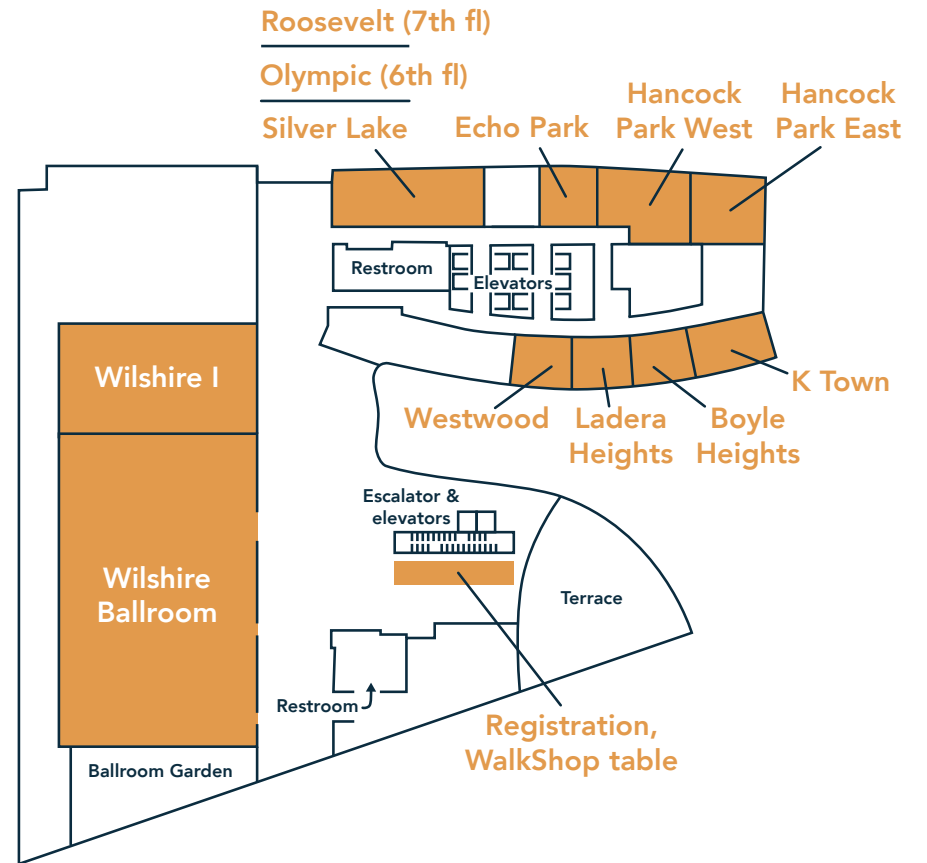 Roosevelt (7th fl)
Olympic (6th fl)
Silver Lake
Echo Park
Hancock
Park West
Hancock
Park East
Restroom
Elevators
Wilshire I
K Town
Westwood
Ladera
Heights
Boyle
Heights
Escalator &
elevators
Wilshire
Ballroom
Terrace
Restroom
Registration,
WalkShop table
Ballroom Garden